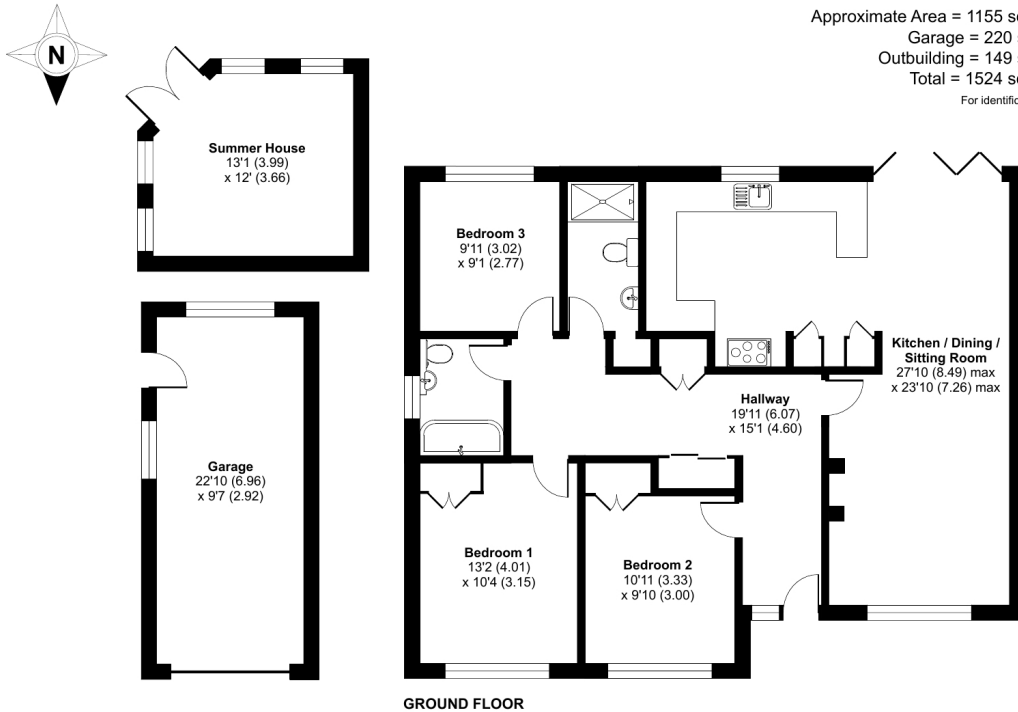 Approximate Area = 1155 s
Garage = 220
Outbuilding = 149
Total = 1524 s
For identific
N
Summer House
13'1 (3.99)
x 12' (3.66)
Bedroom 3
9'11 (3.02)
x 9'1 (2.77)
Kitchen / Dining /
Sitting Room
27'10 (8.49) max
x 23'10 (7.26) max
Hallway
19'11 (6.07)
x 15'1 (4.60)
Garage
22'10 (6.96)
x 9'7 (2.92)
Bedroom 1
13'2 (4.01)
x 10'4 (3.15)
Bedroom 2
10'11 (3.33)
x 9'10 (3.00)
GROUND FLOOR